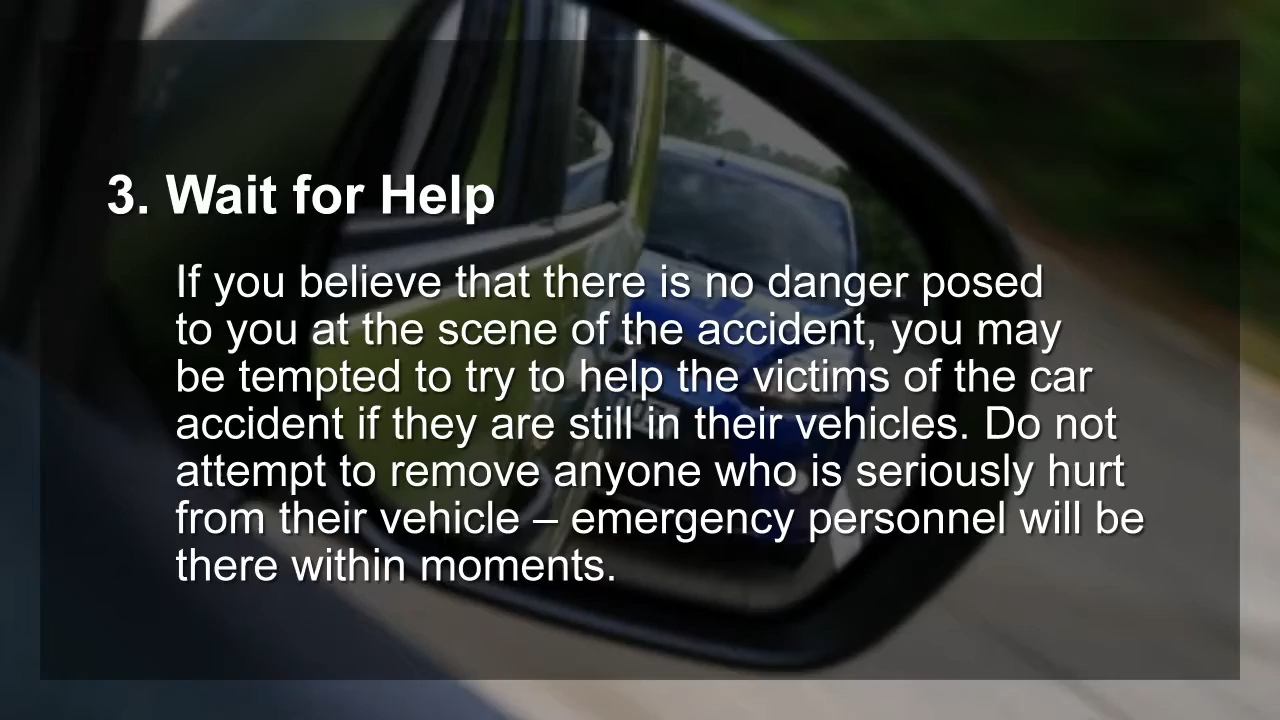 3. Wait for Help
If you believe that there is no danger posed
to you at the scene of the accident, you may
be tempted to try to help the victims of the car
accident if they are still in their vehicles. Do not
attempt to remove anyone who is seriously hurt
from their vehicle – emergency personnel will be
there within moments.